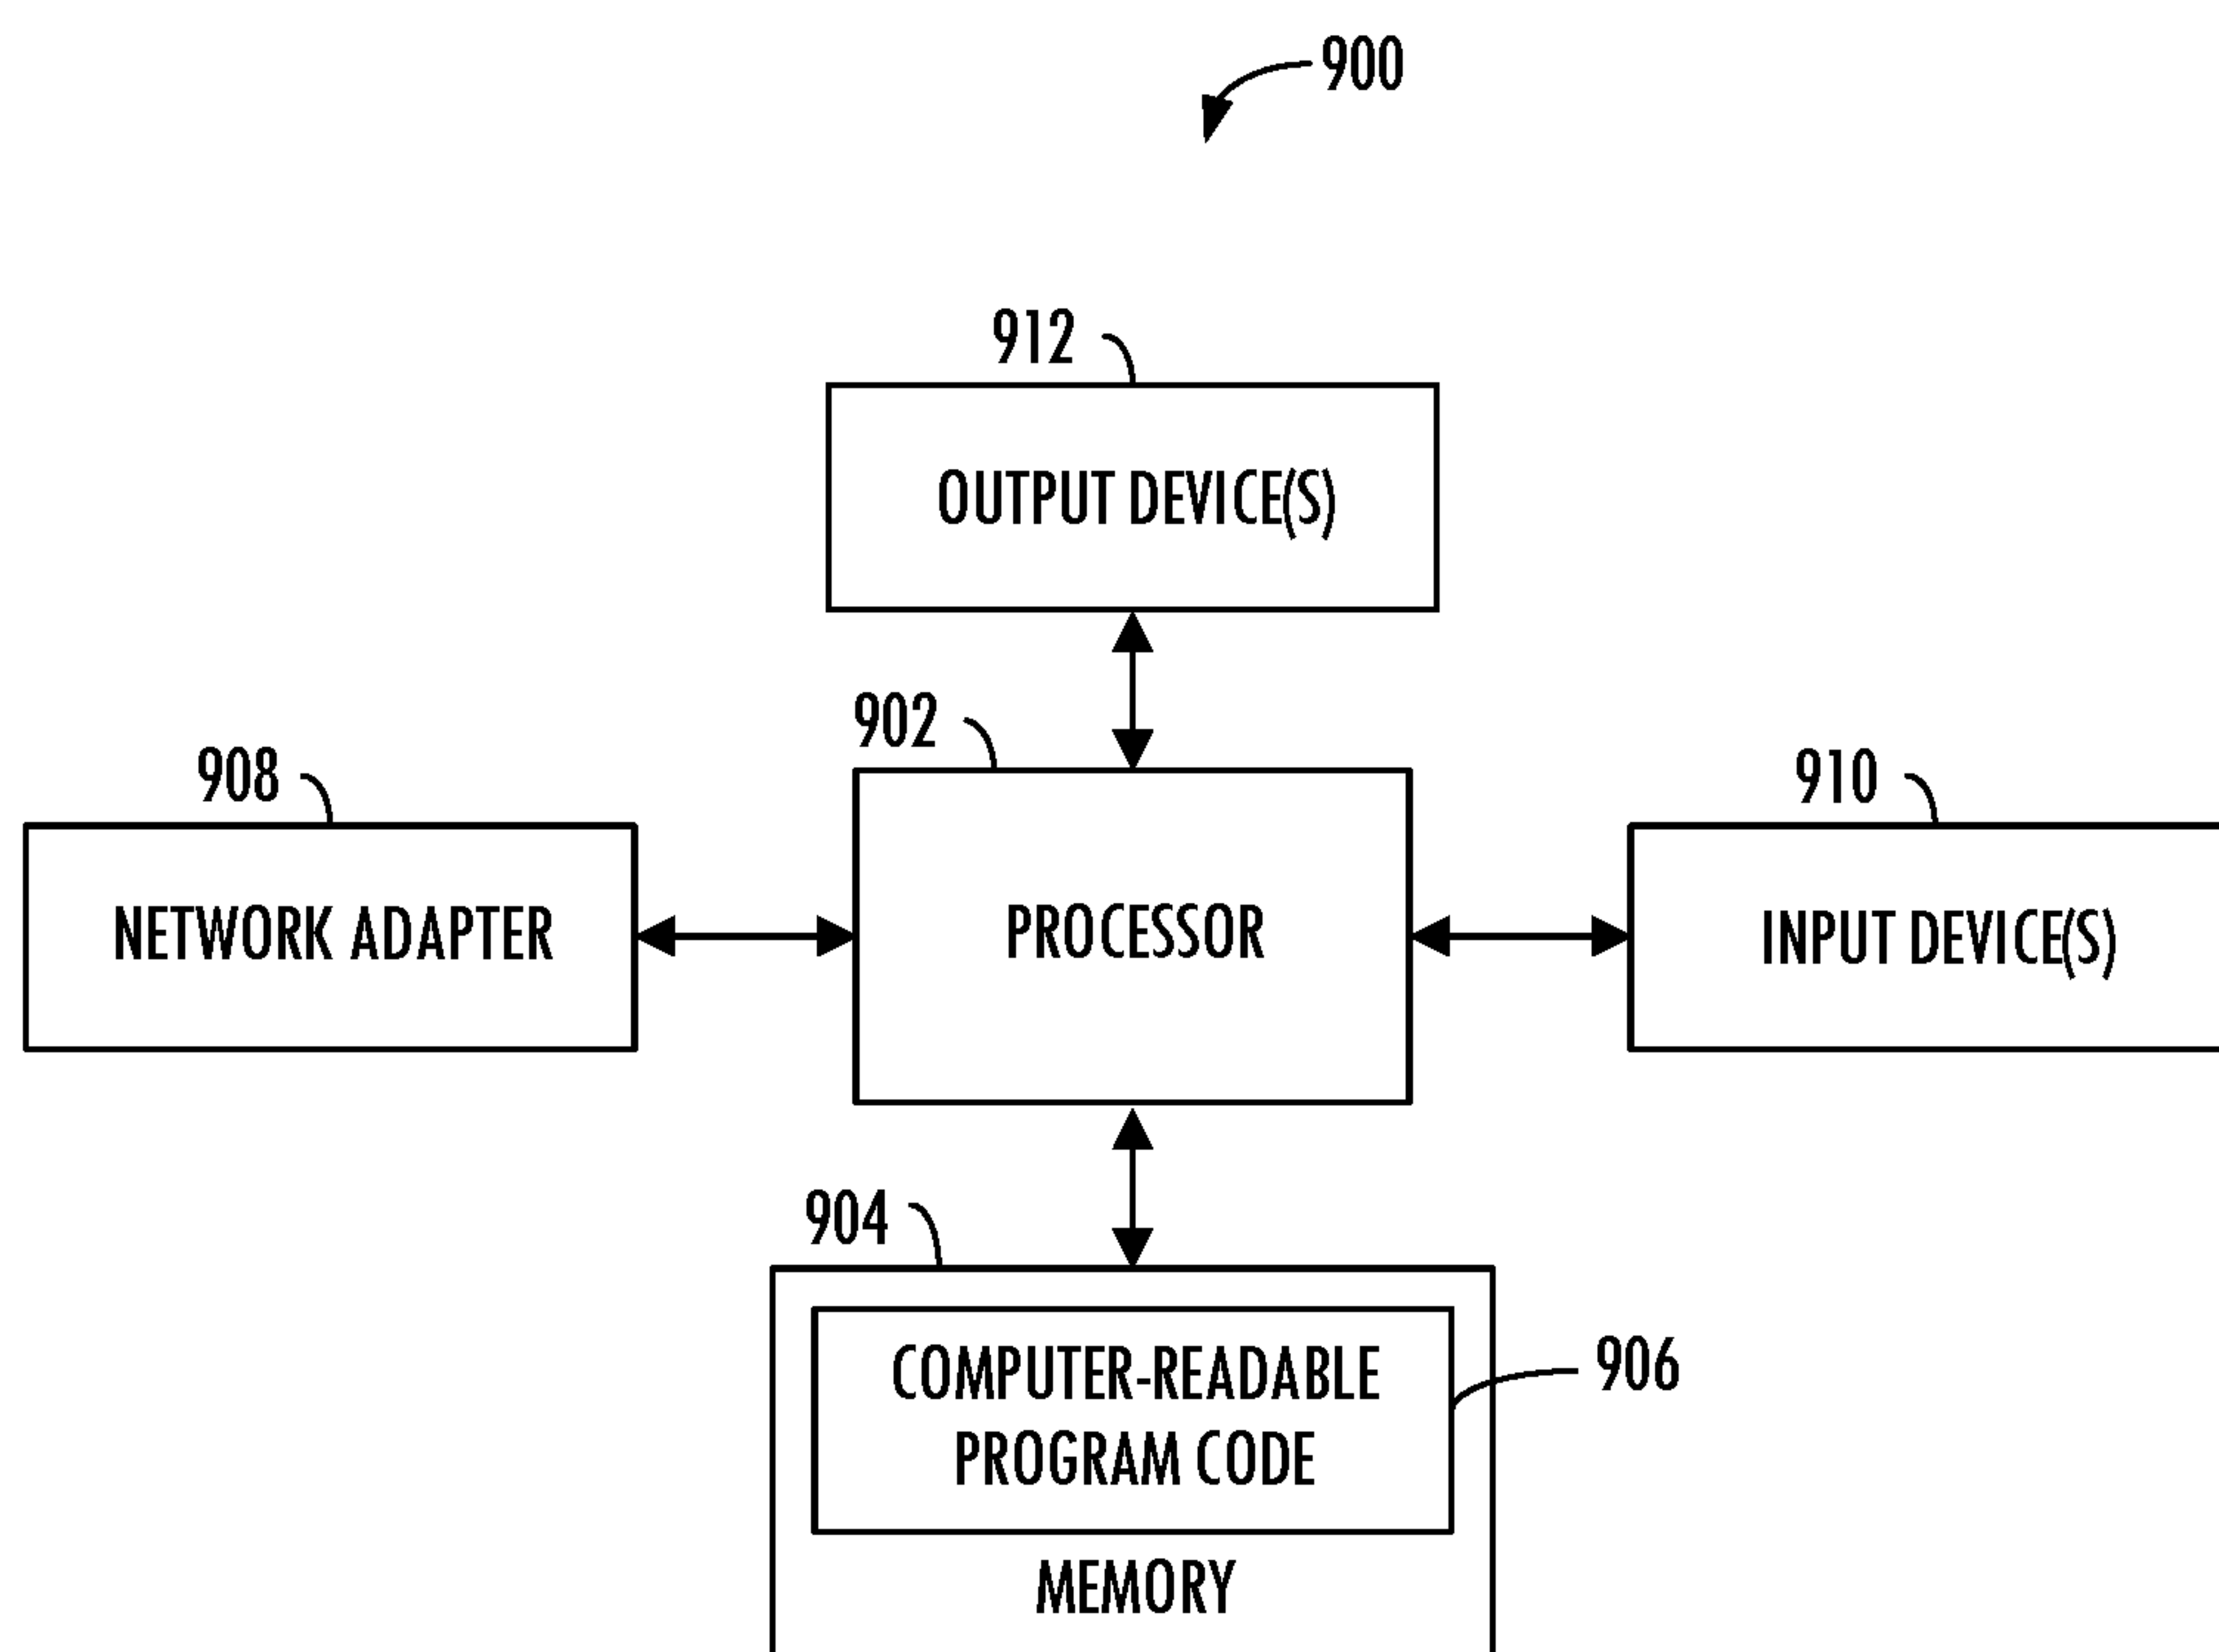 900
912
OUTPUT DEVICE(S)
902
908
910
NETWORK ADAPTER
PROCESSOR
INPUT DEVICE(S)
904
COMPUTER-READABLE
PROGRAM CODE
906
MEMORY